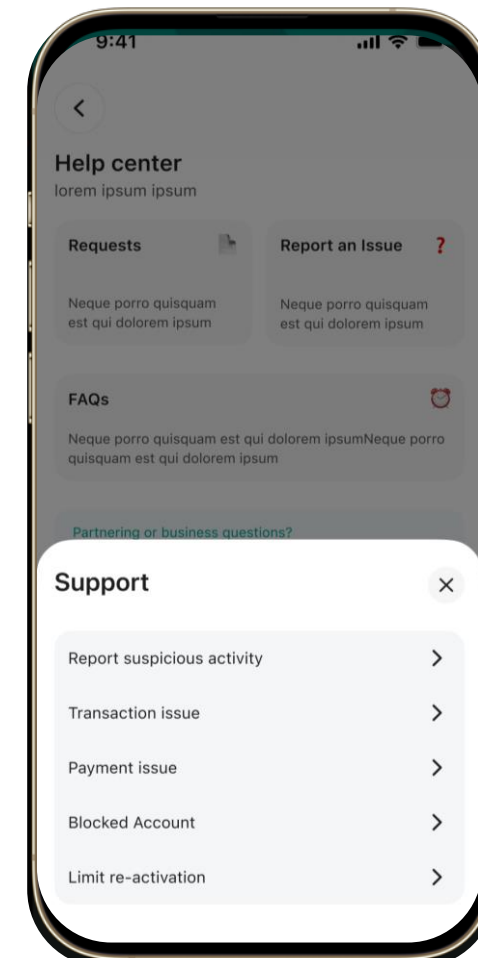 9:41
Help center
lorem ipsum ipsum
Requests
Neque porro quisquam
est qui dolorem ipsum
Report an Issue
Neque porro quisquam
est qui dolorem ipsum
FAQs
Neque porro quisquam est qui dolorem ipsumNeque porro
quisquam est qui dolorem ipsum
Partnering or business questions?
Support
Report suspicious activity
Transaction issue
Payment issue
Blocked Account
Limit re-activation